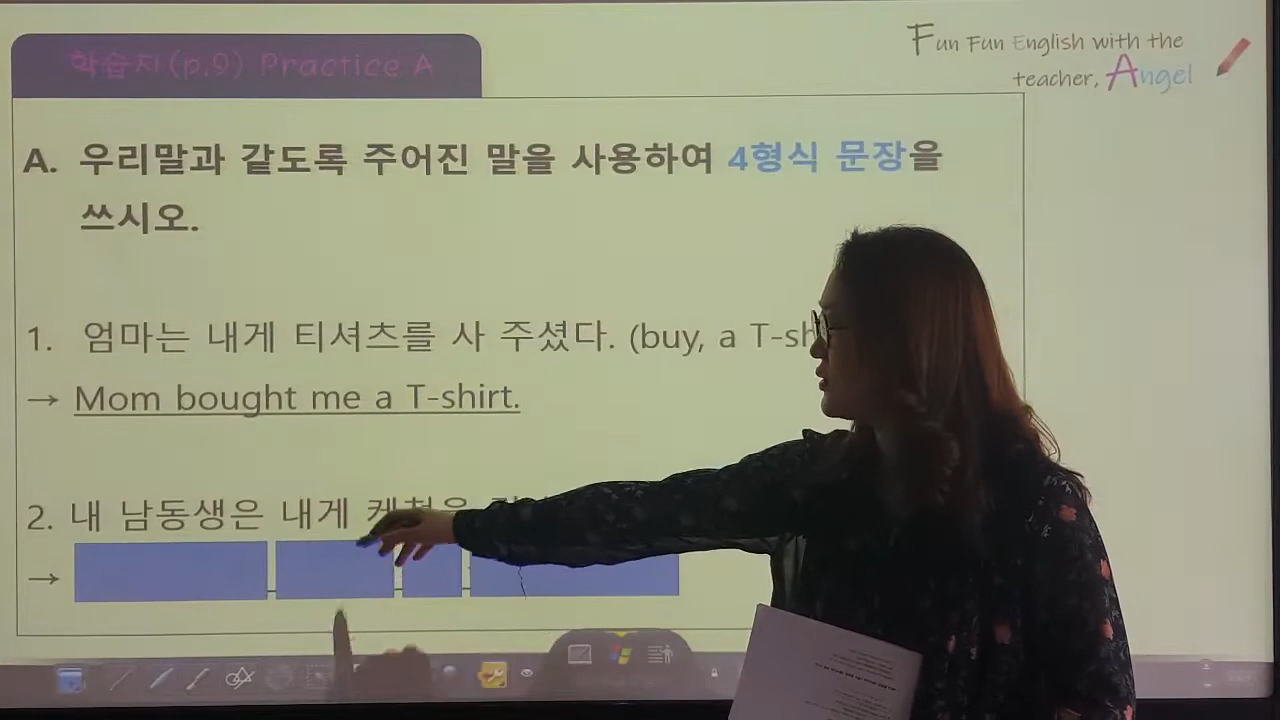 학습지(p.9) Practice A
Fun Fun English with the
teacher, Angel
A. 우리말과 같도록 주어진 말을 사용하여 4형식 문장을
쓰시오.
1. 엄마는 내게 티셔츠를 사 주셨다. (buy, a T-sh
→ Mom bought me a T-shirt.
2. 내 남동생은 내게
→